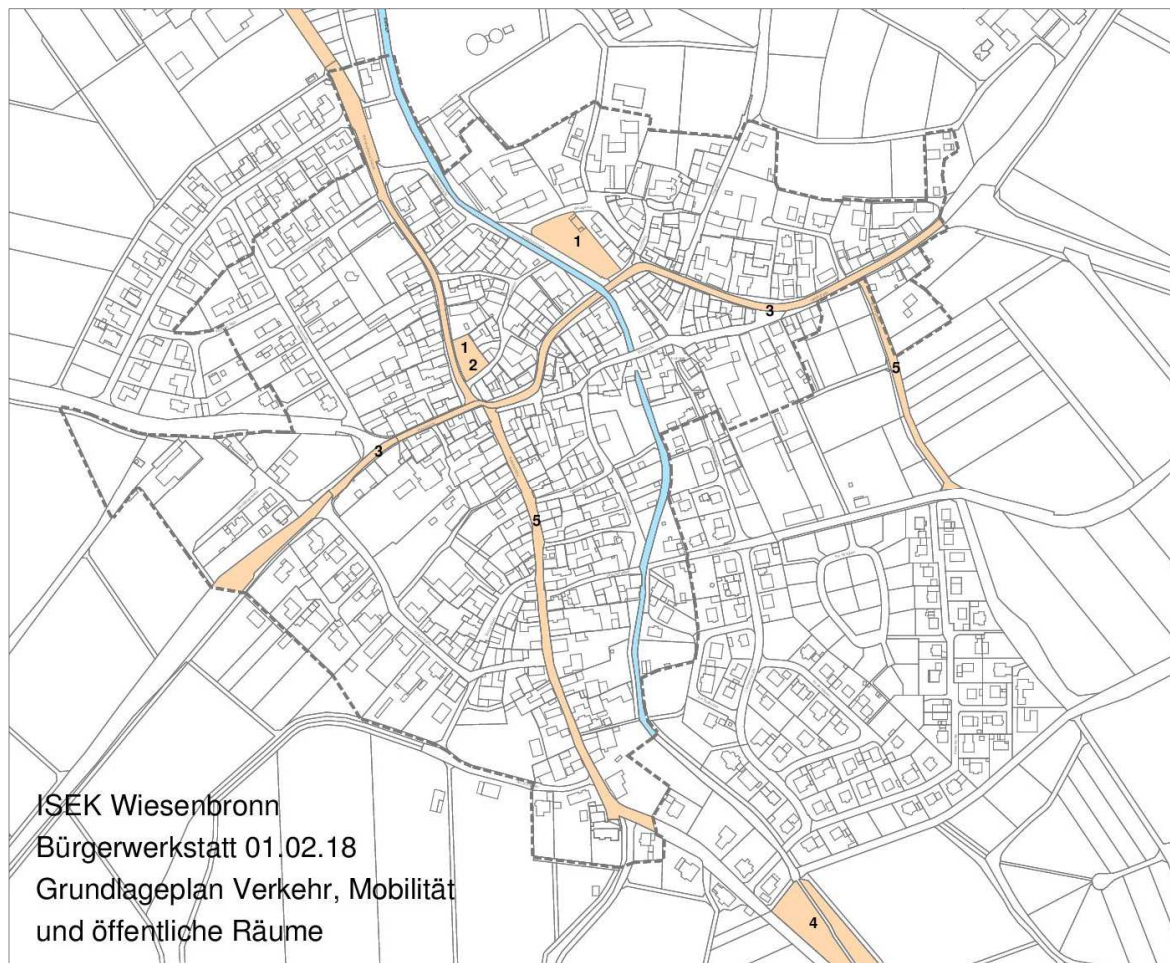 1
3
1
2
5
3
5
4
ISEK Wiesenbronn
Bürgerwerkstatt 01.02.18
Grundlageplan Verkehr, Mobilität
und öffentliche Räume